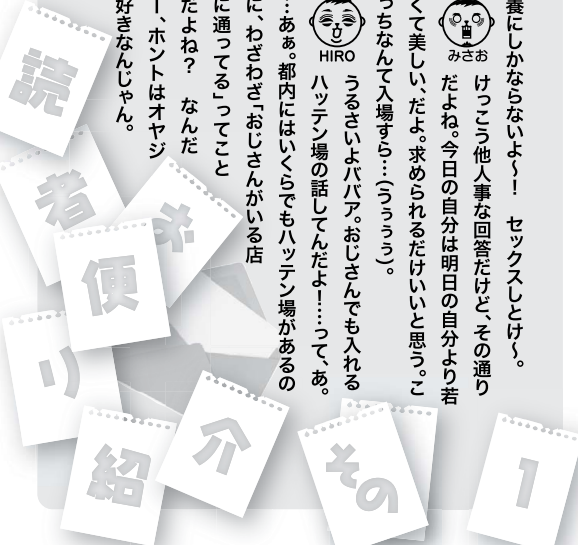 養にしかならないよ〜！　セックスしとけ〜。
みさお
けっこう他人事な回答だけど、その通り
だよね。今日の自分は明日の自分より若
くて美しい、だよ。求められるだけいいと思う。こ
っちなんて入場すら…（うぅぅぅ）。
HIRO
うるさいよババア。おじさんでも入れる
ハッテン場の話してんだよ！……って、あ。
…あぁ。都内にはいくらでもハッテン場があるの
に、わざわざ「おじさんがいる店
に通ってる」ってこと
だよね？　なんだ
ー、ホントはオヤジ
好きなんじゃん。
読者お便り紹介その1